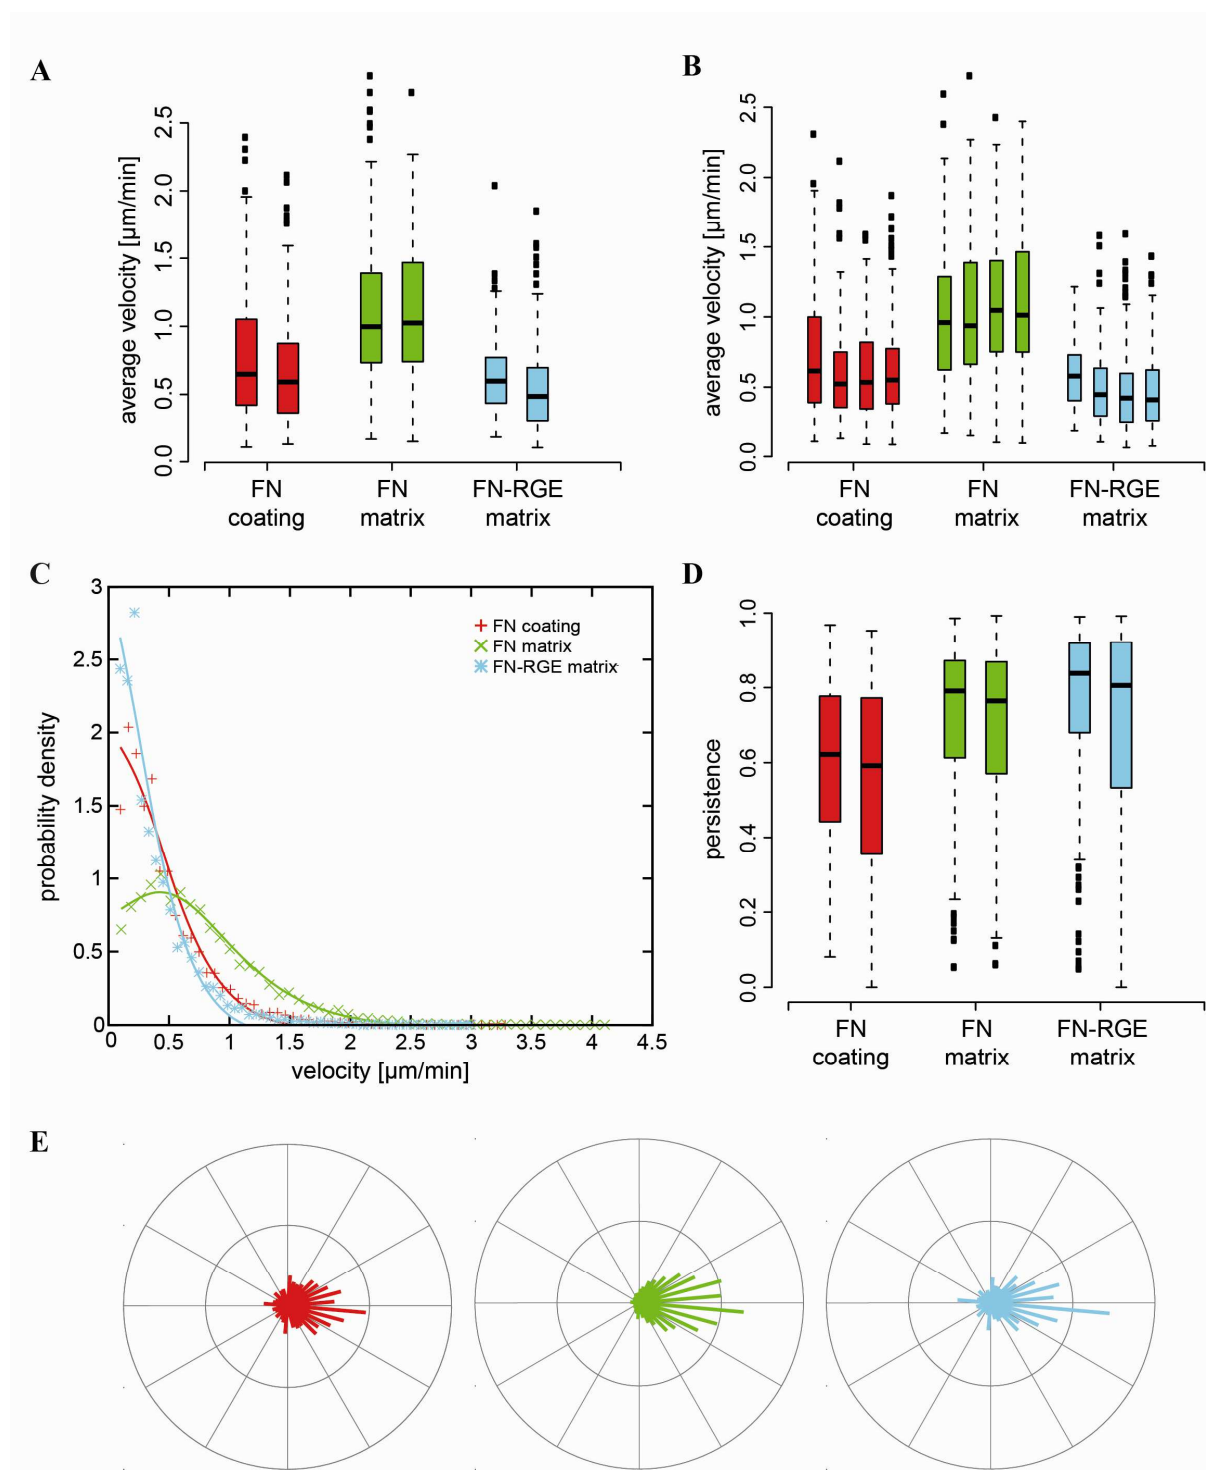 A
average velocity [µm/min]
0.0
0.5
1.0
1.5
2.0
2.5
FN
coating
FN
matrix
FN-RGE
matrix
B
average velocity [µm/min]
0.0
0.5
1.0
1.5
2.0
2.5
FN
coating
FN
matrix
FN-RGE
matrix
C
probability density
3
2.5
2
1.5
1
0.5
0
FN coating
FN matrix
FN-RGE matrix
0 0.5 1 1.5 2 2.5 3 3.5 4 4.5
velocity [µm/min]
D
persistence
0.0
0.2
0.4
0.6
0.8
1.0
FN
coating
FN
matrix
FN-RGE
matrix
E